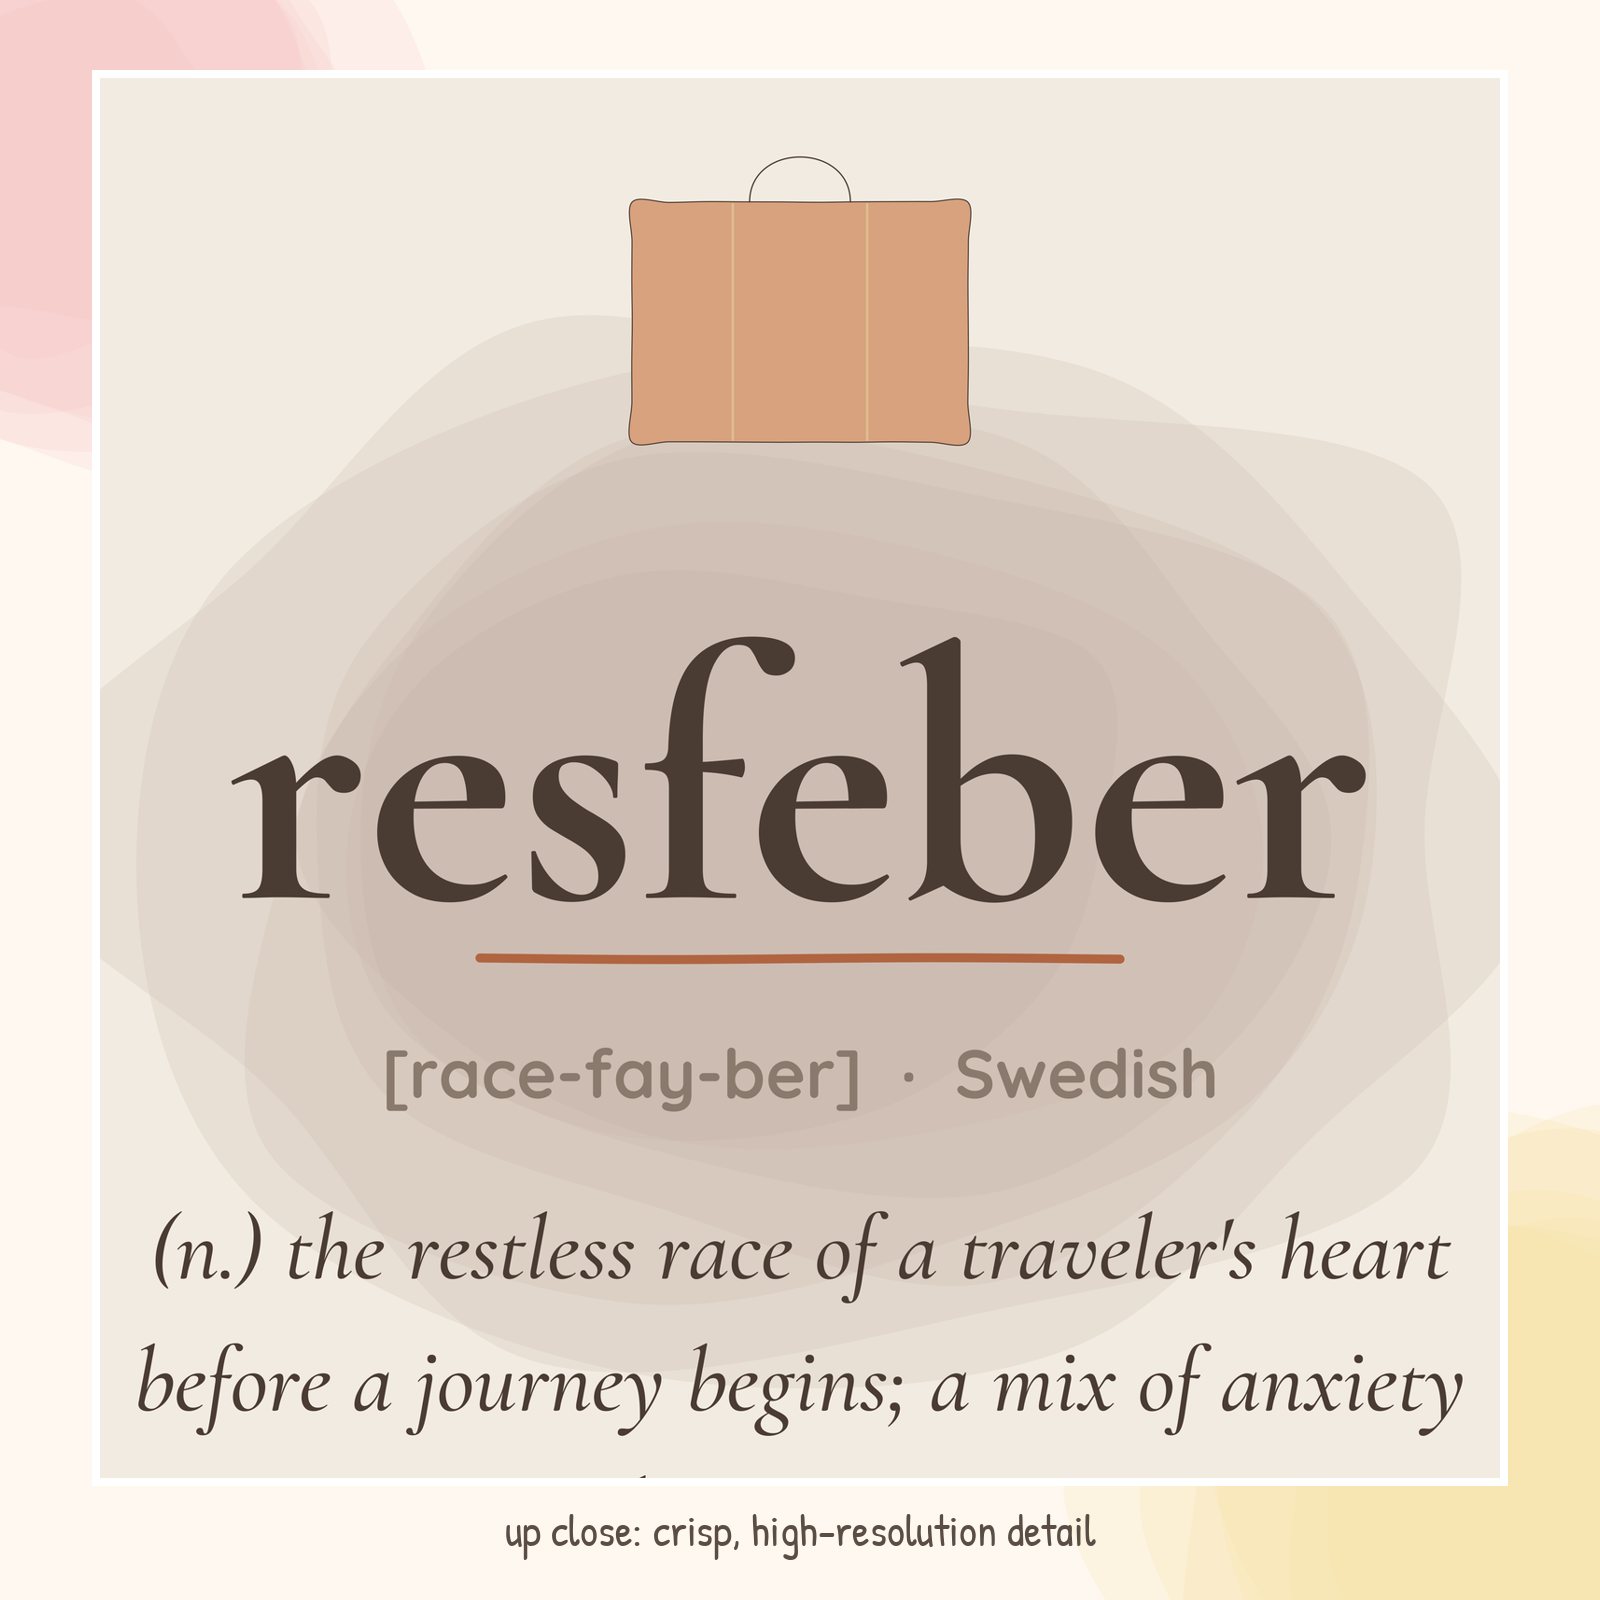 resfeber
[race-fay-ber] · Swedish
(n.) the restless race of a traveler's heart
before a journey begins; a mix of anxiety
up close: crisp, high-resolution detail